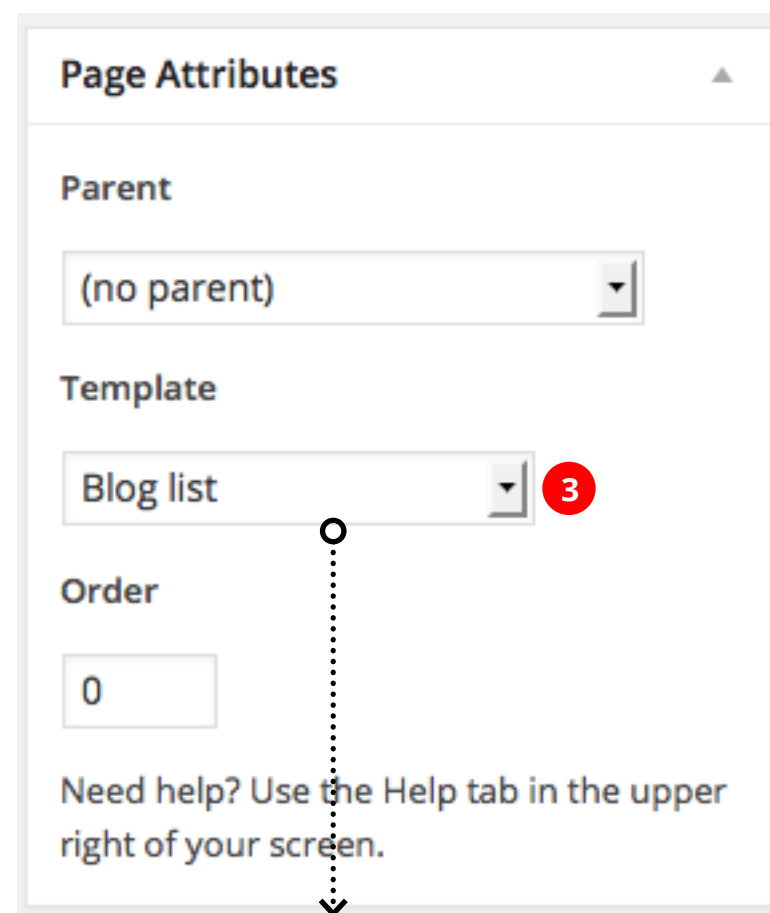 Page Attributes
Parent
(no parent)
Template
Blog list
3
Order
0
Need help? Use the Help tab in the upper
right of your screen.